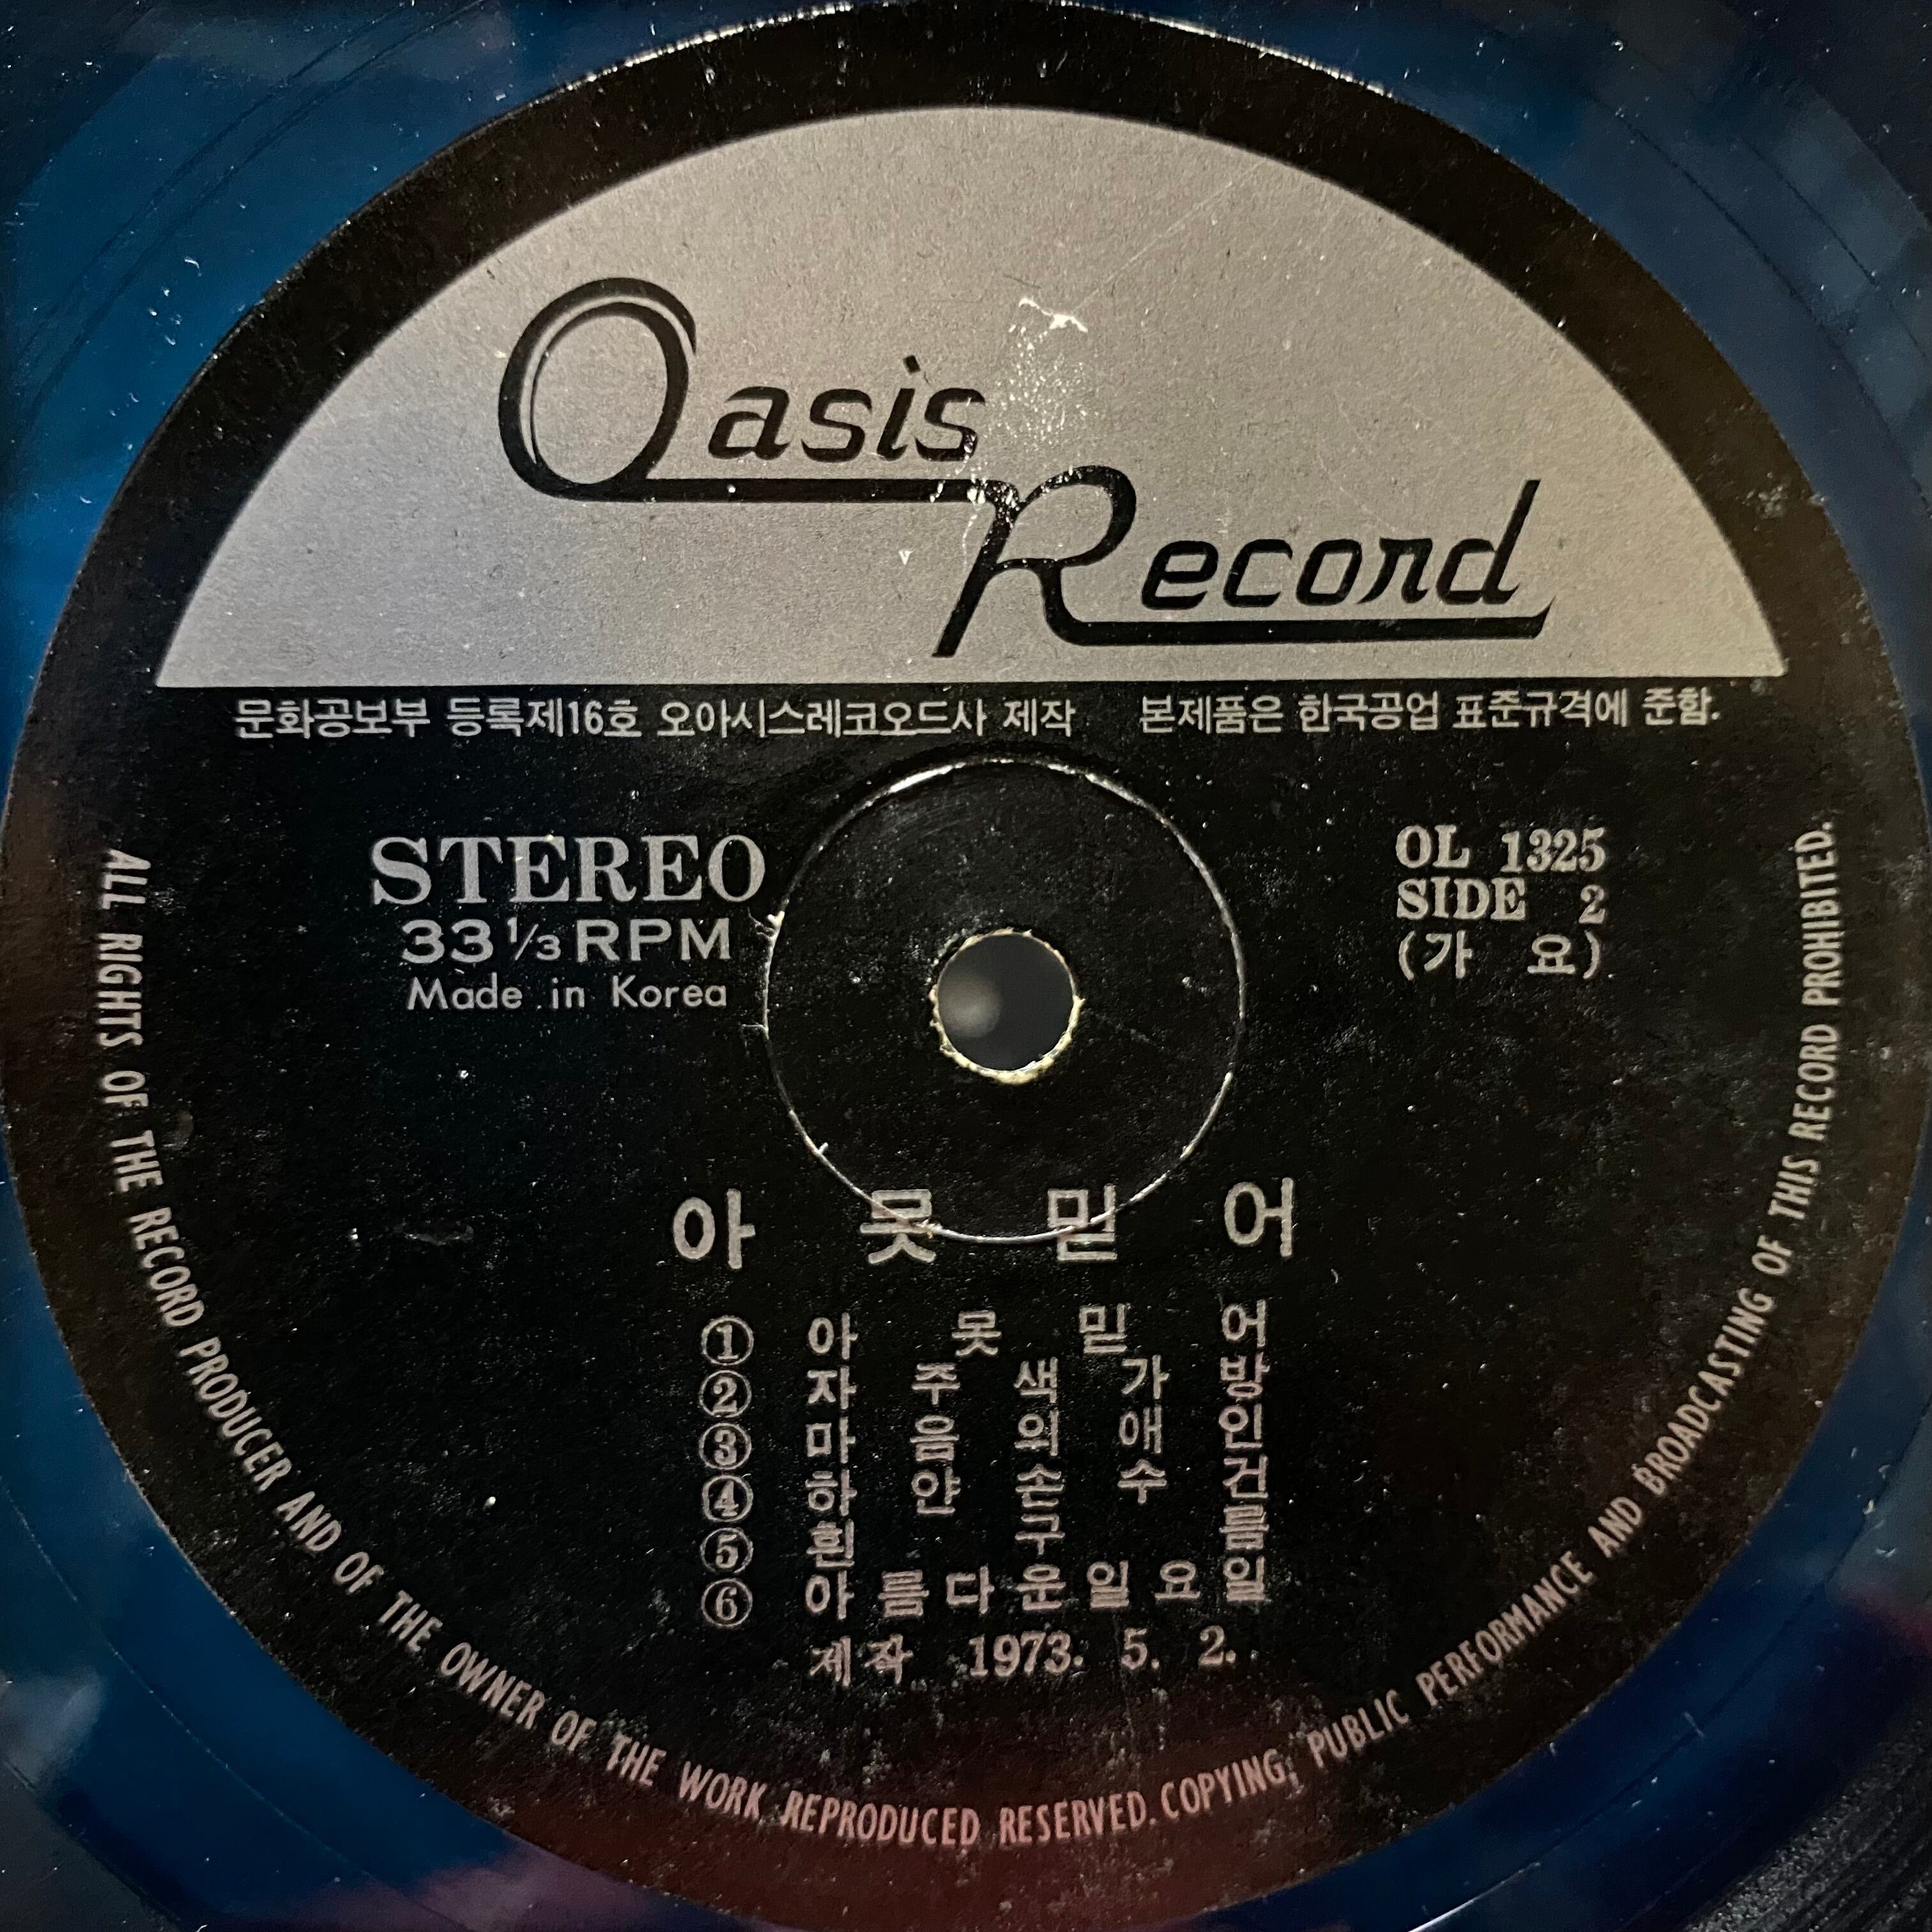 Oasis
Record
문화공보부 등록제16호 오아시스레코오드사 제작 본제품은 한국공업 표준규격에 준함.
STEREO
33⅓ RPM
Made in Korea
OL 1325
SIDE 2
(가 요)
아 못 믿 어
① 아 못 믿 어
② 자 주 색 가 방
③ 마 음 의 애 인
④ 하 얀 손 수 건
⑤ 흰 구 름
⑥ 아 름 다 운 일 요 일
제작 1973. 5. 2.
ALL RIGHTS OF THE RECORD PRODUCER AND OF THE OWNER OF THE WORK REPRODUCED RESERVED. COPYING, PUBLIC PERFORMANCE AND BROADCASTING OF THIS RECORD PROHIBITED.